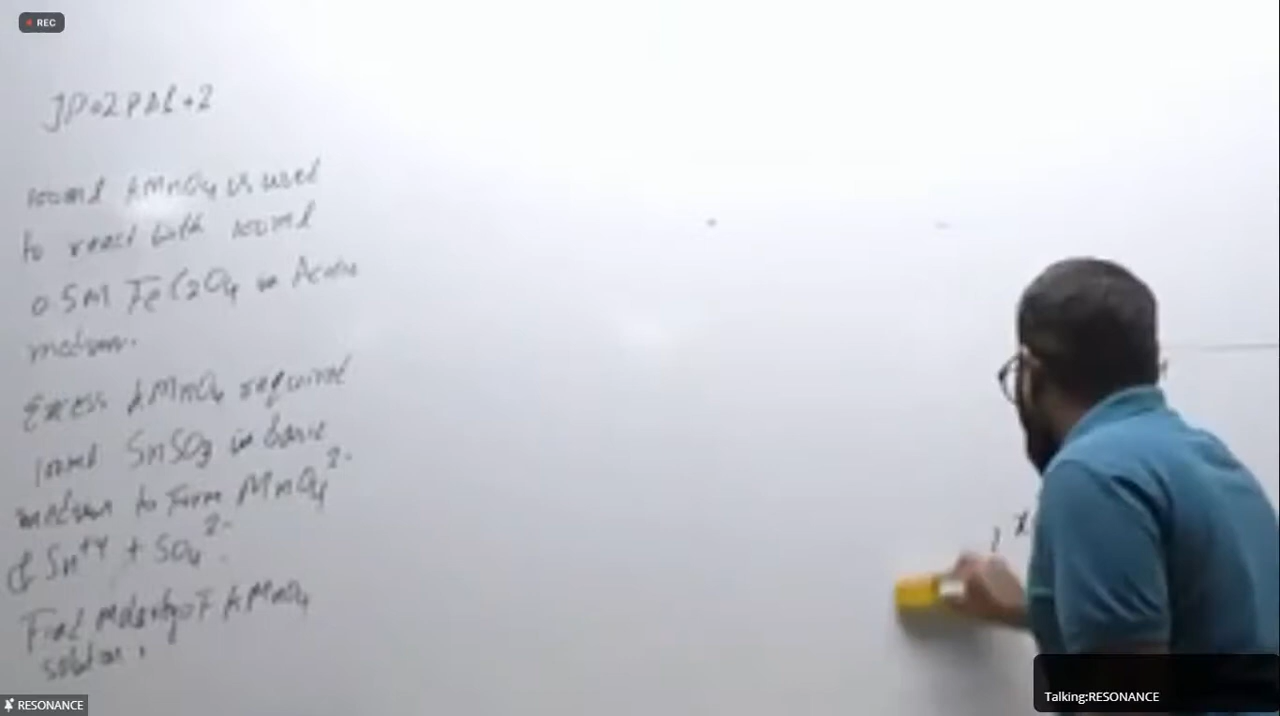 REC
100ml KMnO4 is used
to react with 100ml
0.5M FeC2O4 in Acidic
medium.
Excess KMnO4 required
100ml SnSO3 in basic
medium to form MnO4^2-
& Sn^+4 + SO4^2-.
Find Molarity of KMnO4
solution.
RESONANCE
Talking:RESONANCE